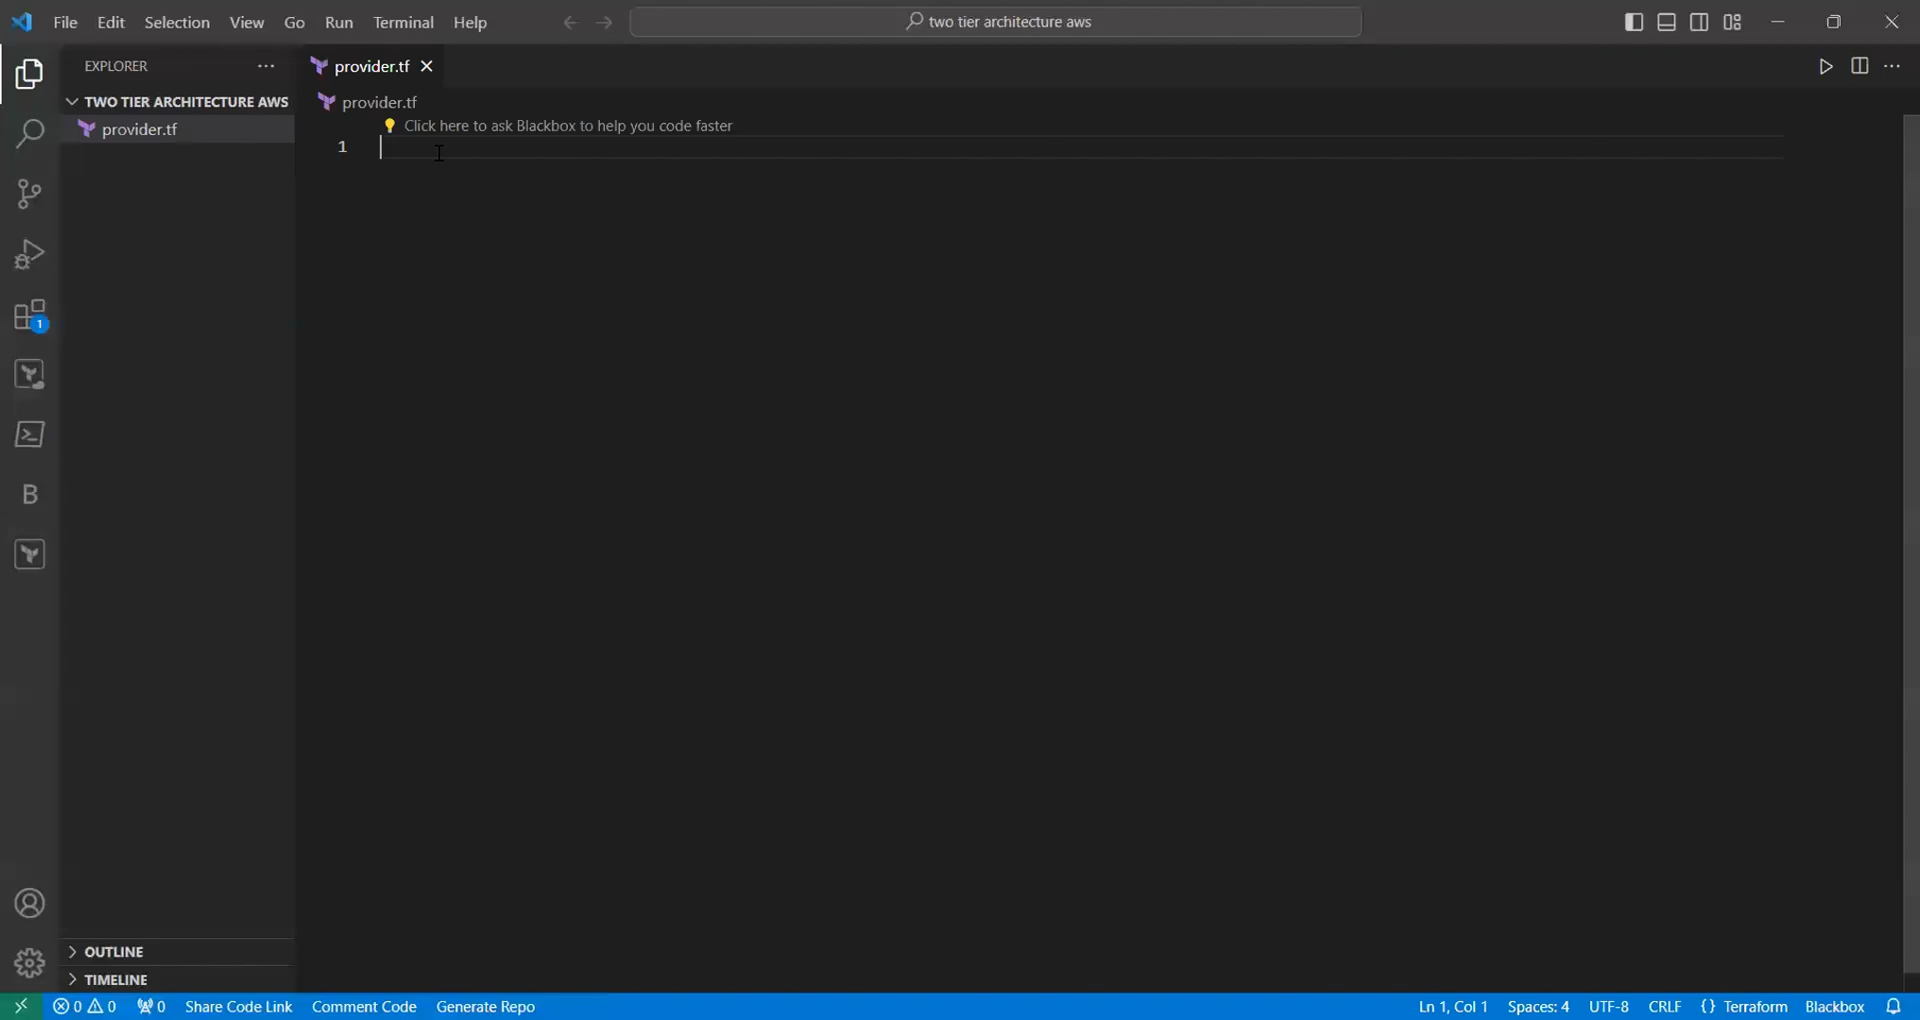 File Edit Selection View Go Run Terminal Help
two tier architecture aws
EXPLORER
provider.tf
TWO TIER ARCHITECTURE AWS
provider.tf
provider.tf
Click here to ask Blackbox to help you code faster
1
1
B
OUTLINE
TIMELINE
0 0 0 Share Code Link Comment Code Generate Repo
Ln 1, Col 1 Spaces: 4 UTF-8 CRLF {} Terraform Blackbox